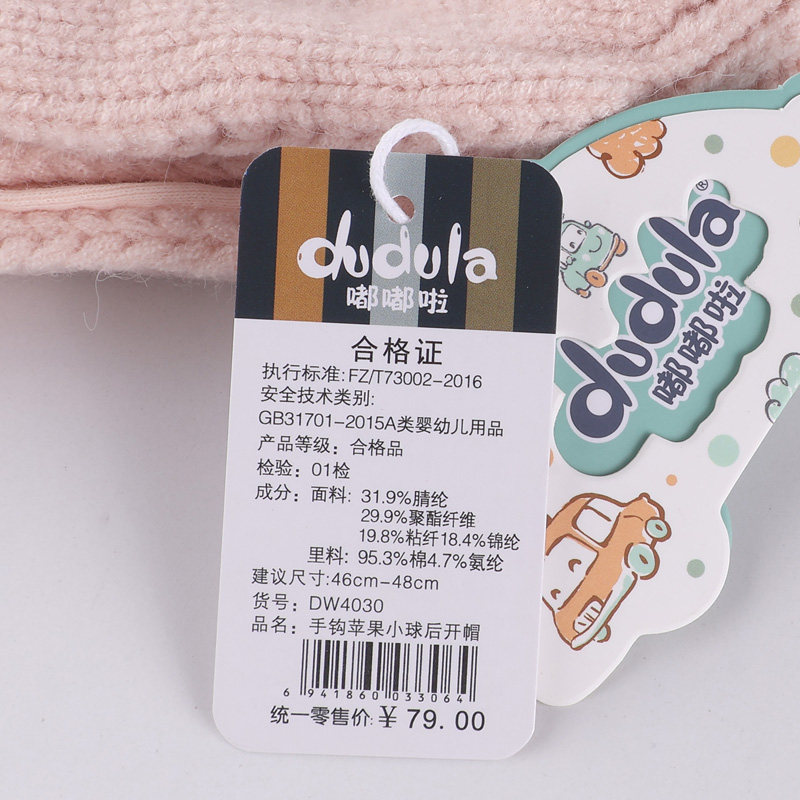 dudula
嘟嘟啦
合格证
执行标准:FZ/T73002-2016
安全技术类别:
GB31701-2015A类婴幼儿用品
产品等级: 合格品
检验: 01检
成分: 面料: 31.9%腈纶
29.9%聚酯纤维
19.8%粘纤18.4%锦纶
里料: 95.3%棉4.7%氨纶
建议尺寸:46cm-48cm
货号: DW4030
品名: 手钩苹果小球后开帽
6 941860 033064
统一零售价:¥ 79.00
dudula®
嘟嘟啦